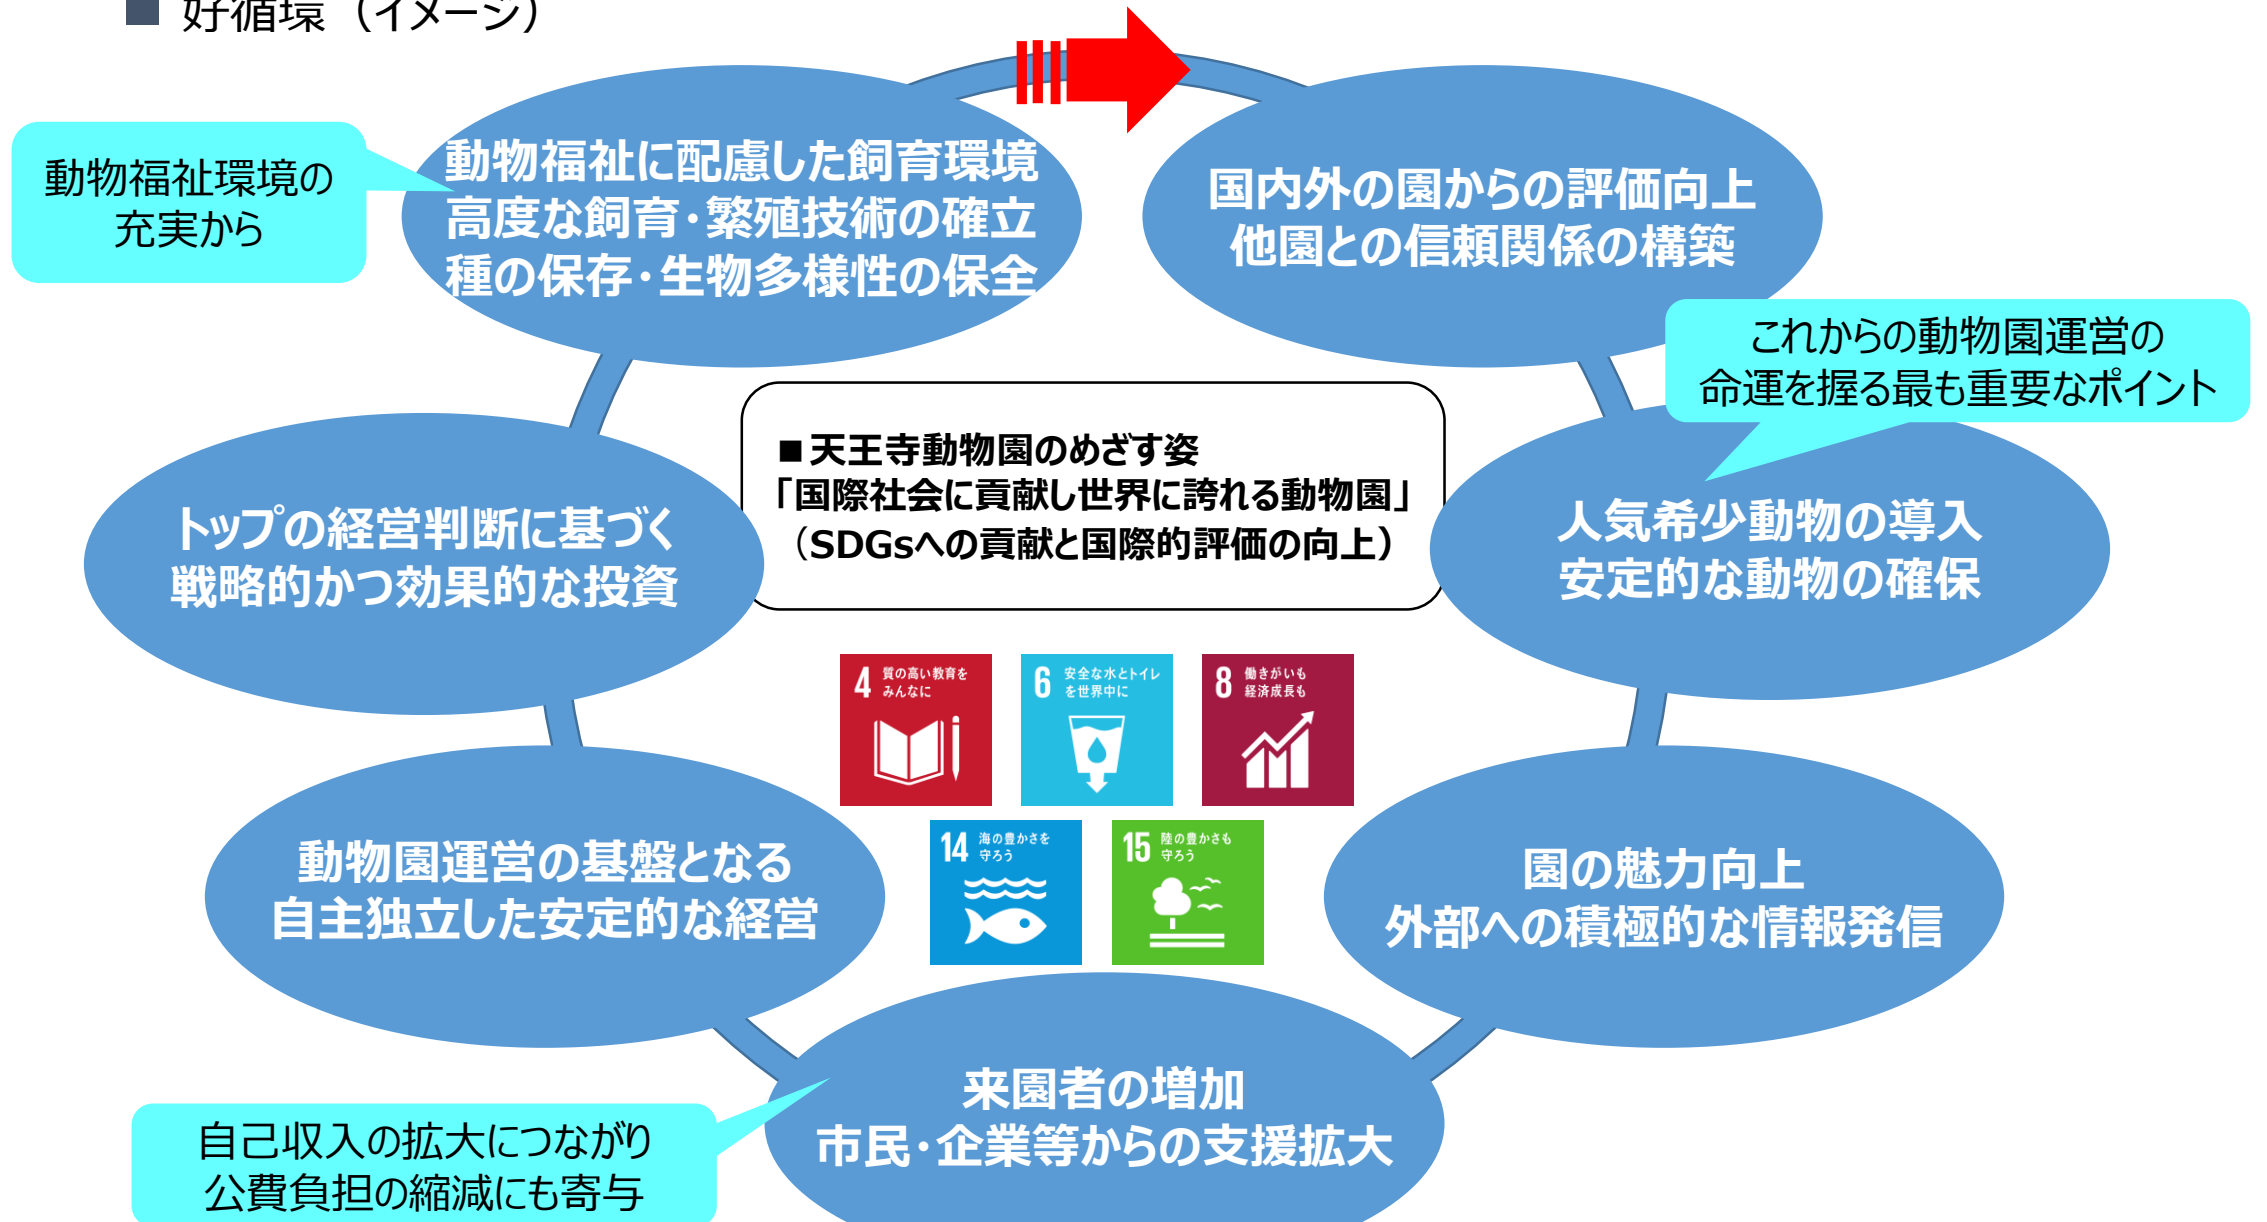 ■ 好循環（イメージ）
動物福祉環境の
充実から
動物福祉に配慮した飼育環境
高度な飼育・繁殖技術の確立
種の保存・生物多様性の保全
国内外の園からの評価向上
他園との信頼関係の構築
これからの動物園運営の
命運を握る最も重要なポイント
人気希少動物の導入
安定的な動物の確保
■天王寺動物園のめざす姿
「国際社会に貢献し世界に誇れる動物園」
（SDGsへの貢献と国際的評価の向上）
トップの経営判断に基づく
戦略的かつ効果的な投資
4 質の高い教育を
みんなに
6 安全な水とトイレ
を世界中に
8 働きがいも
経済成長も
14 海の豊かさを
守ろう
15 陸の豊かさも
守ろう
動物園運営の基盤となる
自主独立した安定的な経営
園の魅力向上
外部への積極的な情報発信
来園者の増加
市民・企業等からの支援拡大
自己収入の拡大につながり
公費負担の縮減にも寄与